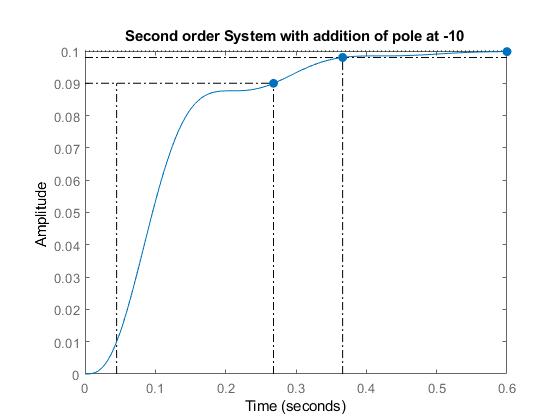 Second order System with addition of pole at -10
0.1
0.09
0.08
0.07
0.06
0.05
0.04
0.03
0.02
0.01
0
Amplitude
0 0.1 0.2 0.3 0.4 0.5 0.6
Time (seconds)